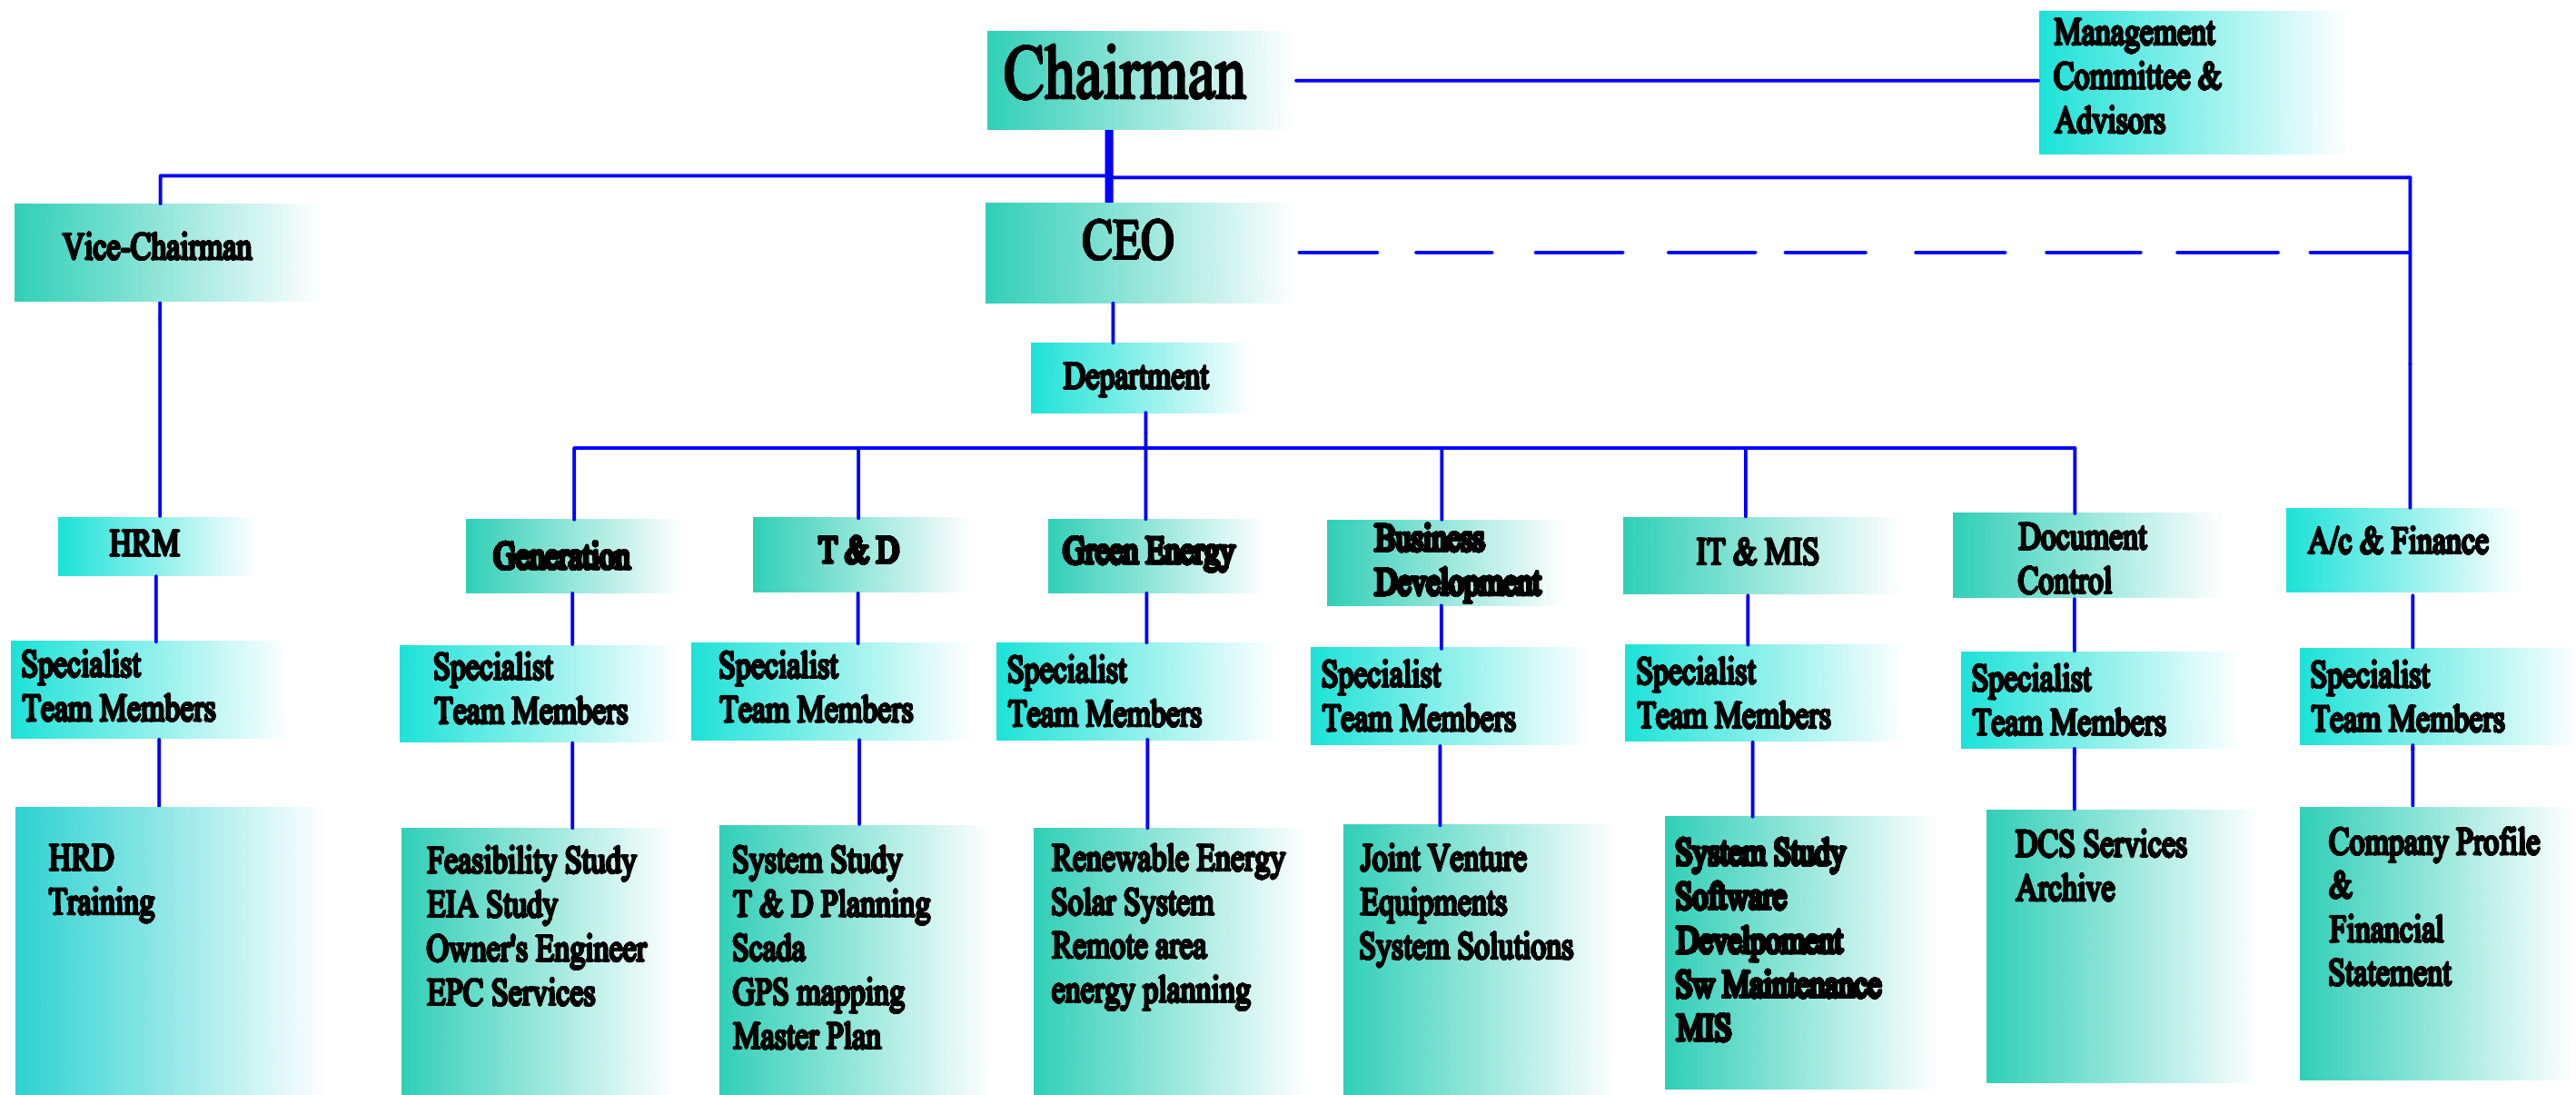 Chairman
Management
Committee &
Advisors
Vice-Chairman
CEO
Department
HRM
Generation
T & D
Green Energy
Business
Development
IT & MIS
Document
Control
A/c & Finance
Specialist
Team Members
Specialist
Team Members
Specialist
Team Members
Specialist
Team Members
Specialist
Team Members
Specialist
Team Members
Specialist
Team Members
Specialist
Team Members
HRD
Training
Feasibility Study
EIA Study
Owner's Engineer
EPC Services
System Study
T & D Planning
Scada
GPS mapping
Master Plan
Renewable Energy
Solar System
Remote area
energy planning
Joint Venture
Equipments
System Solutions
System Study
Software
Develpoment
Sw Maintenance
MIS
DCS Services
Archive
Company Profile
&
Financial
Statement